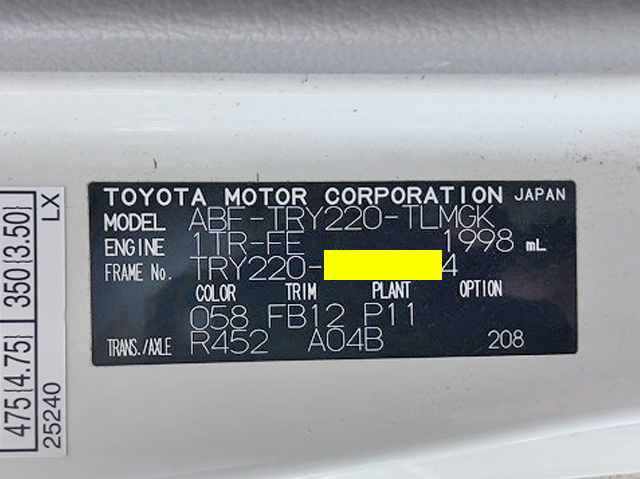 TOYOTA MOTOR CORPORATION JAPAN
MODEL ABF-TRY220-TLMGK
ENGINE 1TR-FE 1998 mL
FRAME No. TRY220- 4
COLOR TRIM PLANT OPTION
058 FB12 P11
TRANS./AXLE R452 A04B 208
475{4.75} 350{3.50}
25240 LX